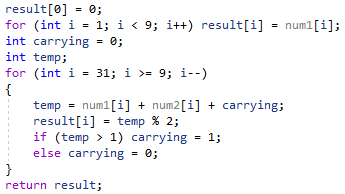 result[0] = 0;
for (int i = 1; i < 9; i++) result[i] = num1[i];
int carrying = 0;
int temp;
for (int i = 31; i >= 9; i--)
{
    temp = num1[i] + num2[i] + carrying;
    result[i] = temp % 2;
    if (temp > 1) carrying = 1;
    else carrying = 0;
}
return result;